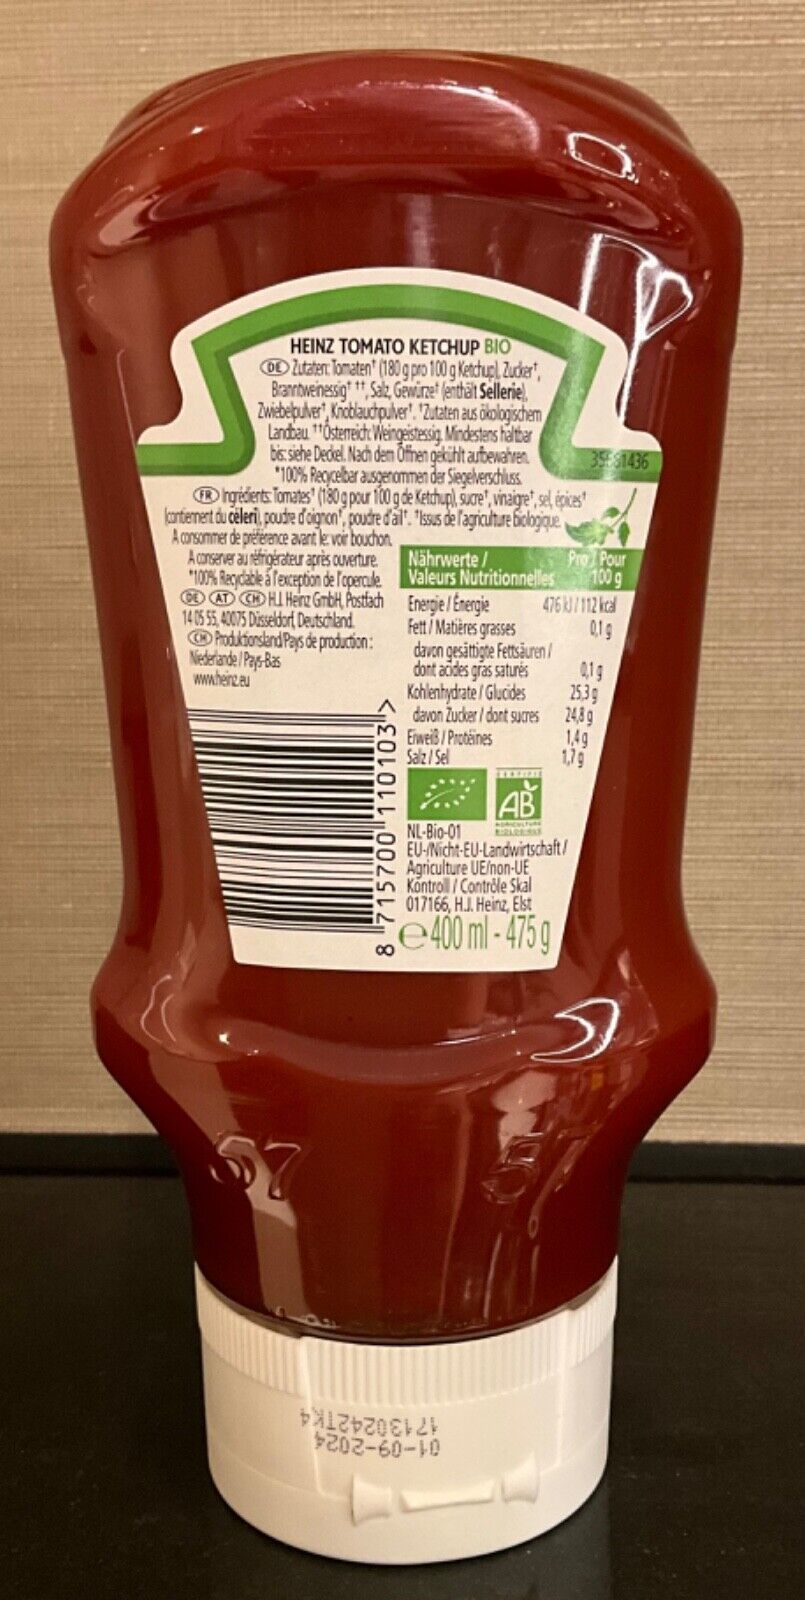 HEINZ TOMATO KETCHUP BIO
DE Zutaten: Tomaten† (180 g pro 100 g Ketchup), Zucker†,
Branntweinessig† ††, Salz, Gewürze† (enthält Sellerie),
Zwiebelpulver†, Knoblauchpulver†. †Zutaten aus ökologischem
Landbau. ††Österreich: Weingeistessig. Mindestens haltbar
bis: siehe Deckel. Nach dem Öffnen gekühlt aufbewahren.
*100% Recycelbar ausgenommen der Siegelverschluss.
FR Ingrédients: Tomates† (180 g pour 100 g de Ketchup), sucre†, vinaigre†, sel, épices†
(contiennent du céleri), poudre d'oignon†, poudre d'ail†. †Issus de l'agriculture biologique.
A consommer de préférence avant le: voir bouchon.
A conserver au réfrigérateur après ouverture.
*100% Recyclable à l'exception de l'opercule.
DE AT CH H.J. Heinz GmbH, Postfach
14 05 55, 40075 Düsseldorf, Deutschland.
CH Produktionsland/Pays de production :
Niederlande / Pays-Bas
www.heinz.eu
8 715700 110103 >
Nährwerte / Pro / Pour
Valeurs Nutritionnelles 100 g
Energie / Énergie 476 kJ / 112 kcal
Fett / Matières grasses 0,1 g
davon gesättigte Fettsäuren /
dont acides gras saturés 0,1 g
Kohlenhydrate / Glucides 25,3 g
davon Zucker / dont sucres 24,8 g
Eiweiß / Protéines 1,4 g
Salz / Sel 1,7 g
CERTIFIÉ
AB
AGRICULTURE
BIOLOGIQUE
NL-Bio-01
EU-/Nicht-EU-Landwirtschaft /
Agriculture UE/non-UE
Kontroll / Contrôle Skal
017166, H.J. Heinz, Elst
e 400 ml - 475 g
57 57
01-09-2024
17130242TK4